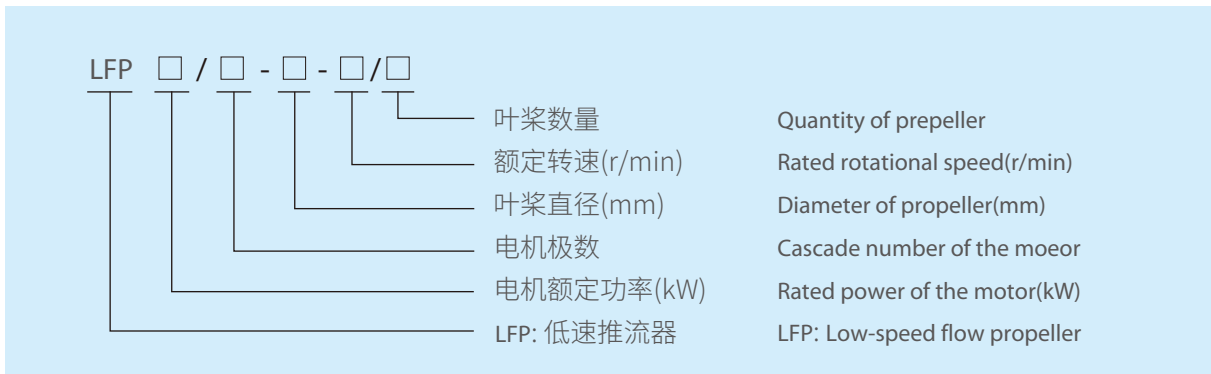 LFP □ / □ - □ - □/□
叶桨数量 Quantity of prepeller
额定转速(r/min) Rated rotational speed(r/min)
叶桨直径(mm) Diameter of propeller(mm)
电机极数 Cascade number of the moeor
电机额定功率(kW) Rated power of the motor(kW)
LFP: 低速推流器 LFP: Low-speed flow propeller